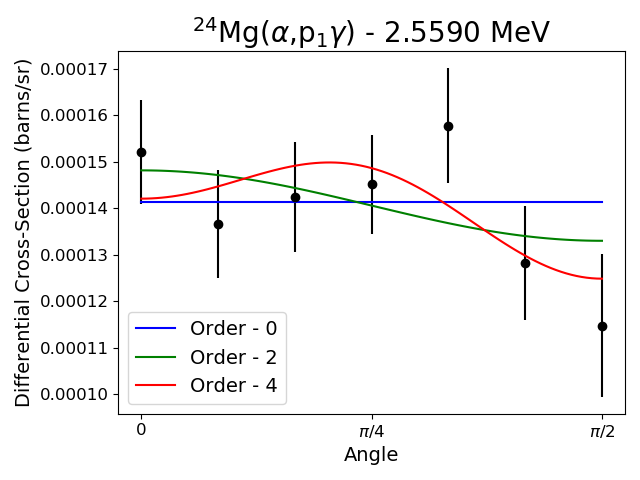 ²⁴Mg(α,p₁γ) - 2.5590 MeV
Differential Cross-Section (barns/sr)
0.00017
0.00016
0.00015
0.00014
0.00013
0.00012
0.00011
0.00010
Order - 0
Order - 2
Order - 4
0
π/4
π/2
Angle